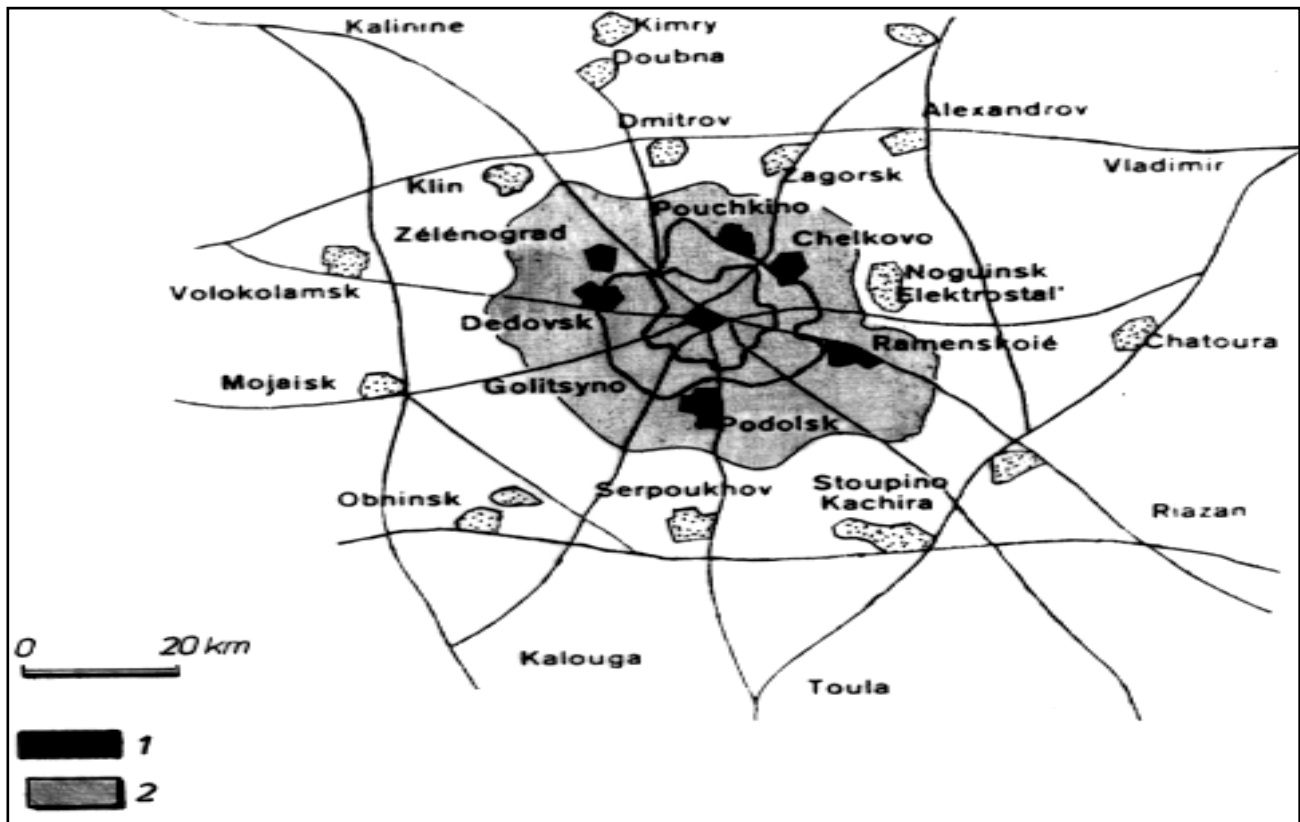 Kalinine
Kimry
Doubna
Dmitrov
Alexandrov
Vladimir
Zagorsk
Klin
Pouchkino
Zélénograd
Chelkovo
Noguinsk
Elektrostal'
Volokolamsk
Dedovsk
Ramenskoié
Chatoura
Mojaisk
Golitsyno
Podolsk
Obninsk
Serpoukhov
Stoupino
Kachira
Riazan
0 20 km
Kalouga
Toula
1
2